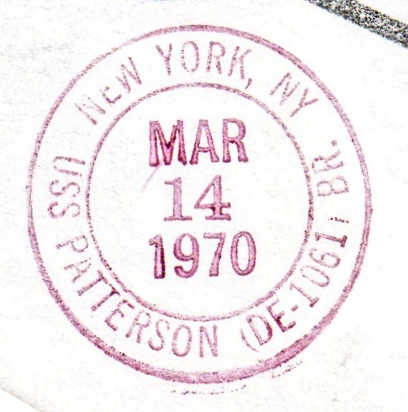 NEW YORK, NY
USS PATTERSON (DE-1061) BR.
MAR
14
1970